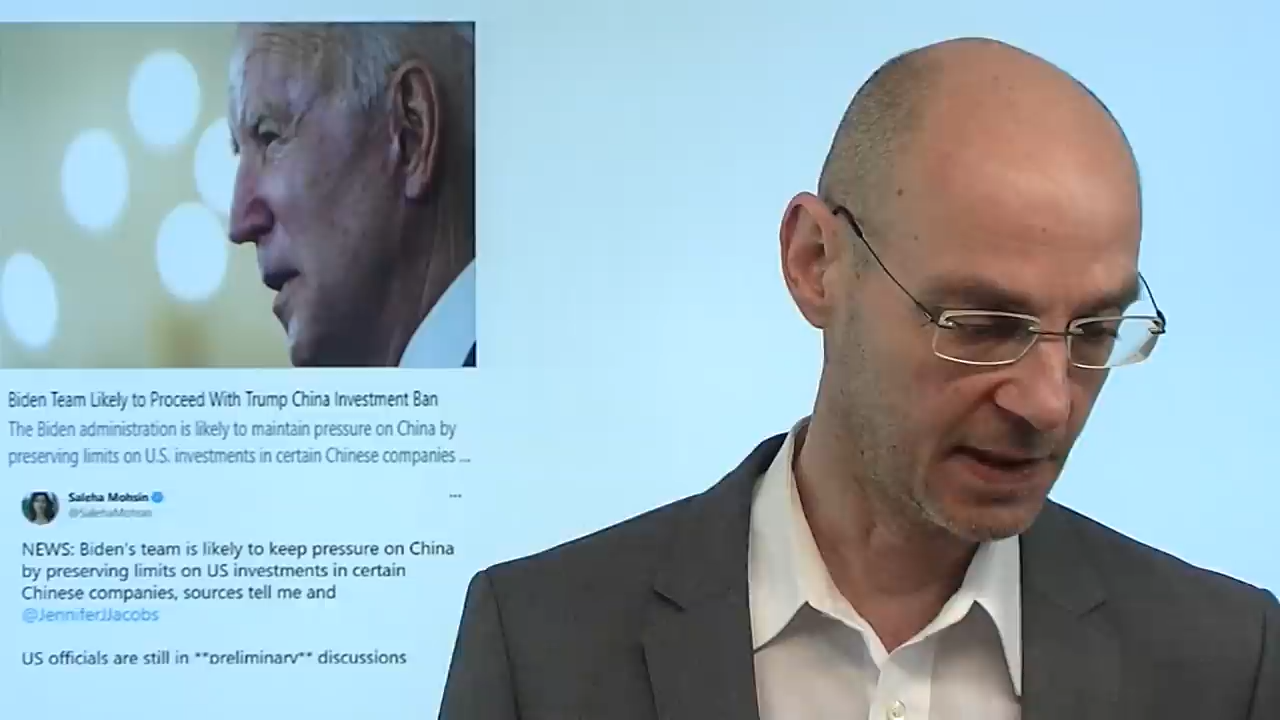 Biden Team Likely to Proceed With Trump China Investment Ban
The Biden administration is likely to maintain pressure on China by
preserving limits on U.S. investments in certain Chinese companies ...
Saleha Mohsin
@SalehaMohsin
NEWS: Biden's team is likely to keep pressure on China
by preserving limits on US investments in certain
Chinese companies, sources tell me and
@JenniferJJacobs
US officials are still in **preliminary** discussions